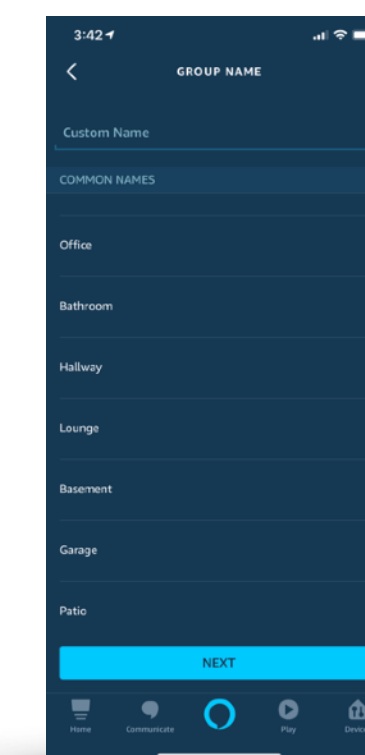 3:42
GROUP NAME
Custom Name
COMMON NAMES
Office
Bathroom
Hallway
Lounge
Basement
Garage
Patio
NEXT
Home
Communicate
Play